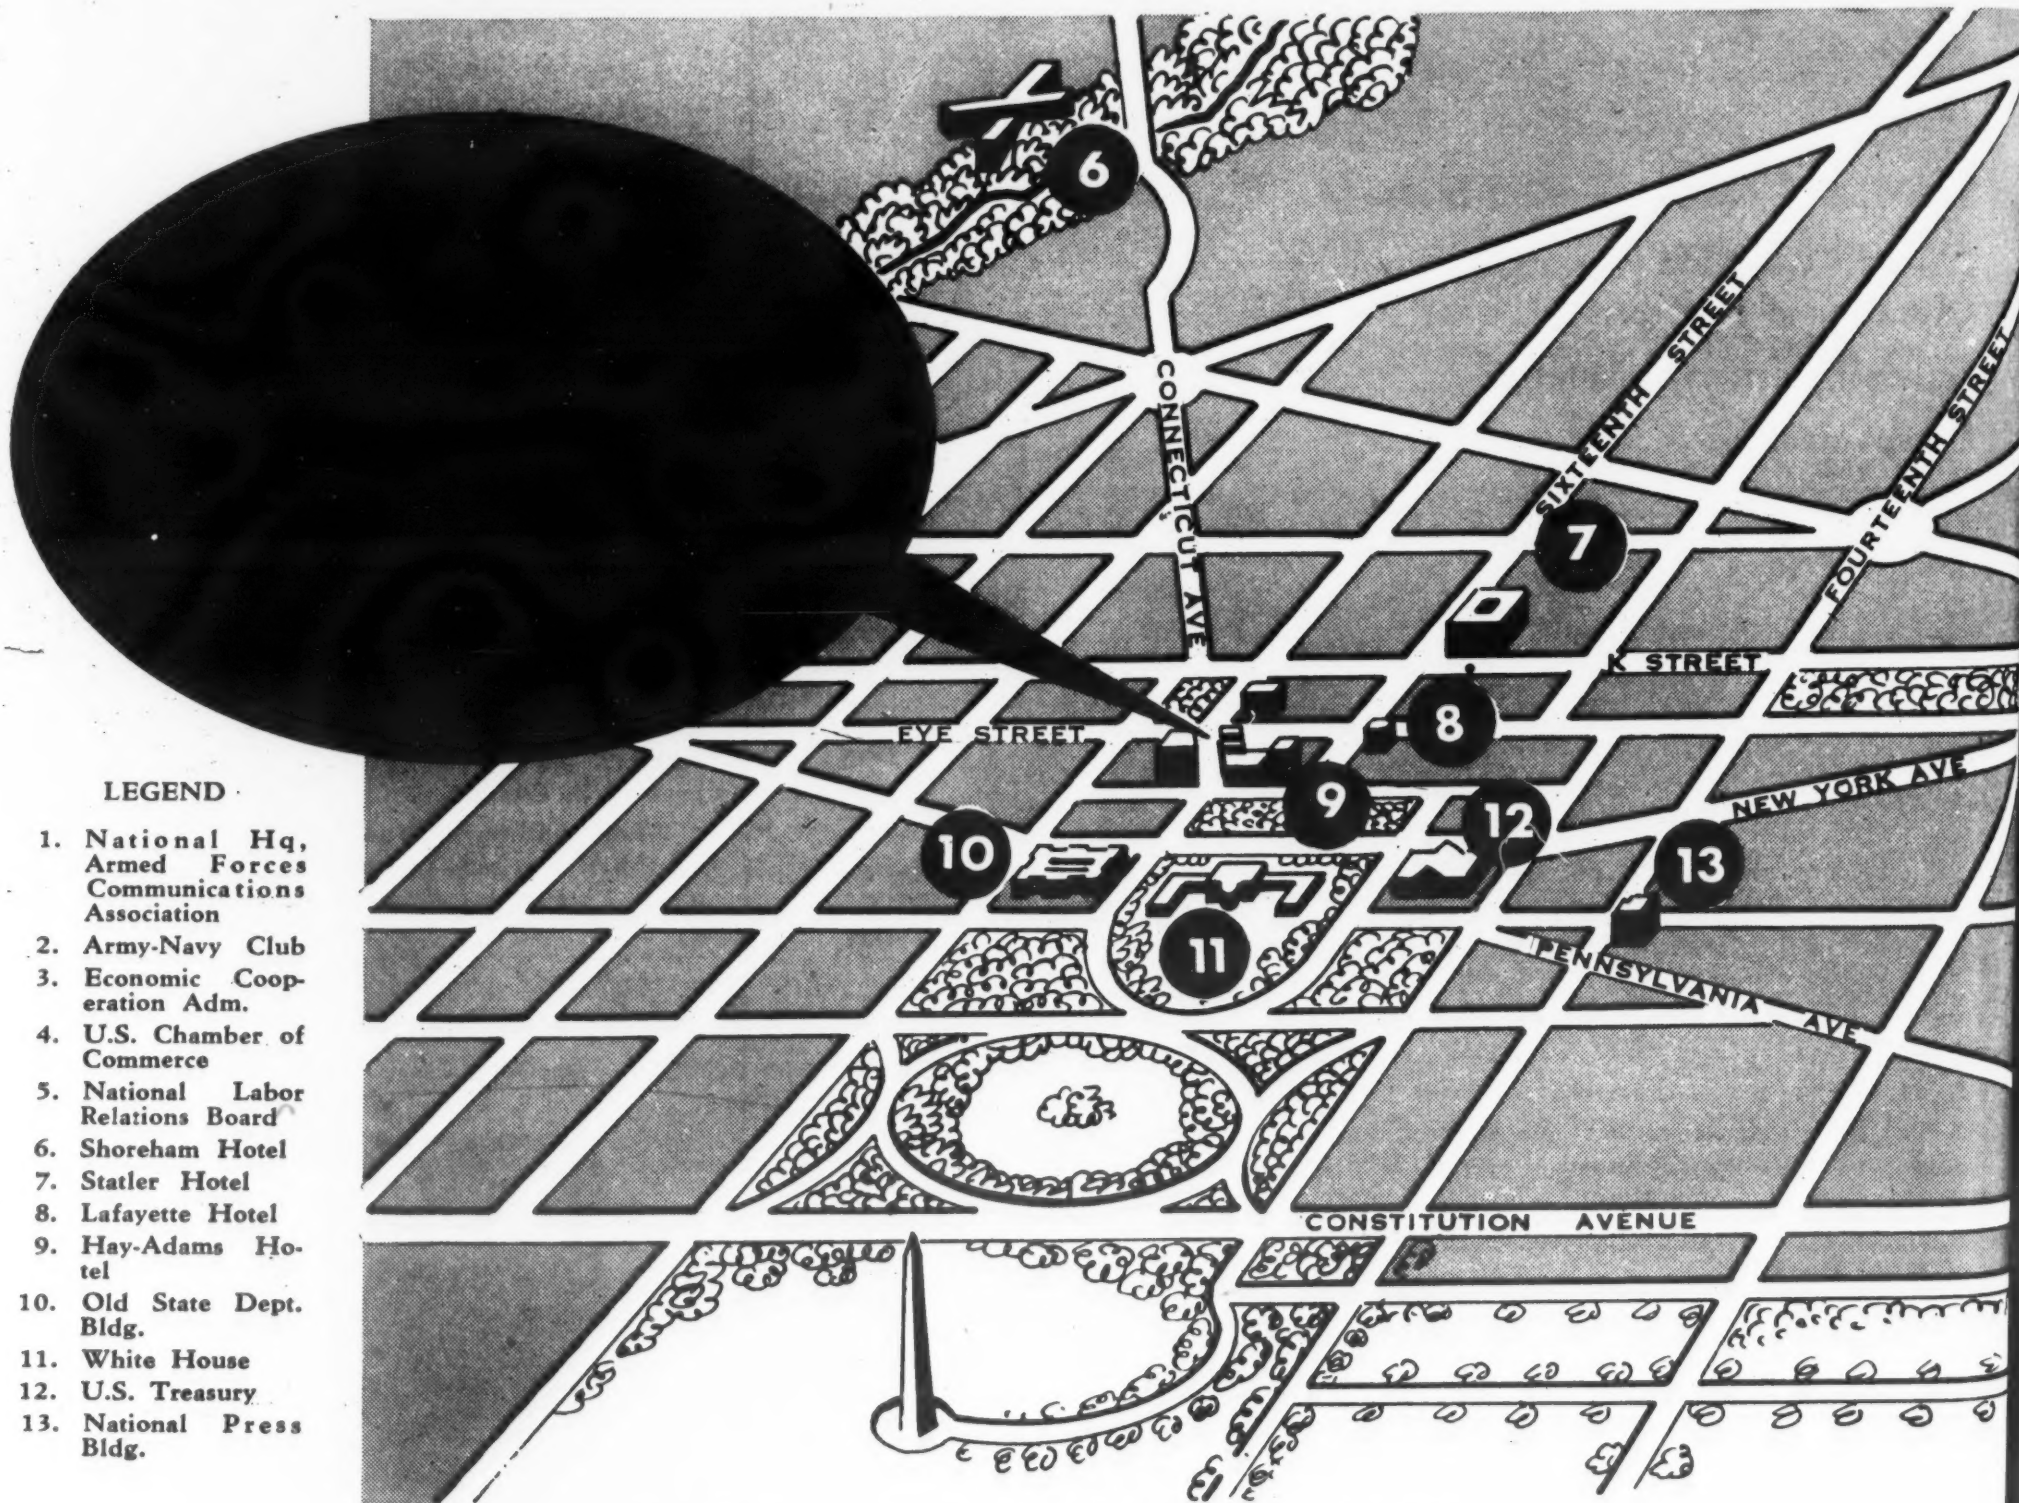 6
CONNECTICUT AVE
SIXTEENTH STREET
FOURTEENTH STREET
7
K STREET
8
EYE STREET
NEW YORK AVE
9
12
10
13
11
PENNSYLVANIA AVE
CONSTITUTION AVENUE
LEGEND
1. National Hq,
Armed Forces
Communications
Association
2. Army-Navy Club
3. Economic Coop-
eration Adm.
4. U.S. Chamber of
Commerce
5. National Labor
Relations Board
6. Shoreham Hotel
7. Statler Hotel
8. Lafayette Hotel
9. Hay-Adams Ho-
tel
10. Old State Dept.
Bldg.
11. White House
12. U.S. Treasury
13. National Press
Bldg.